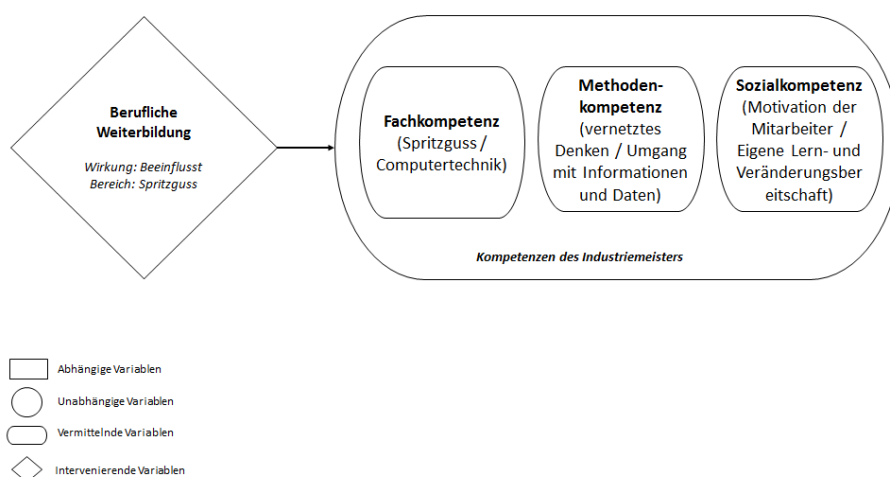 Berufliche
Weiterbildung
Wirkung: Beeinflusst
Bereich: Spritzguss
Fachkompetenz
(Spritzguss /
Computertechnik)
Methoden-
kompetenz
(vernetztes
Denken / Umgang
mit Informationen
und Daten)
Sozialkompetenz
(Motivation der
Mitarbeiter /
Eigene Lern- und
Veränderungsber
eitschaft)
Kompetenzen des Industriemeisters
Abhängige Variablen
Unabhängige Variablen
Vermittelnde Variablen
Intervenierende Variablen